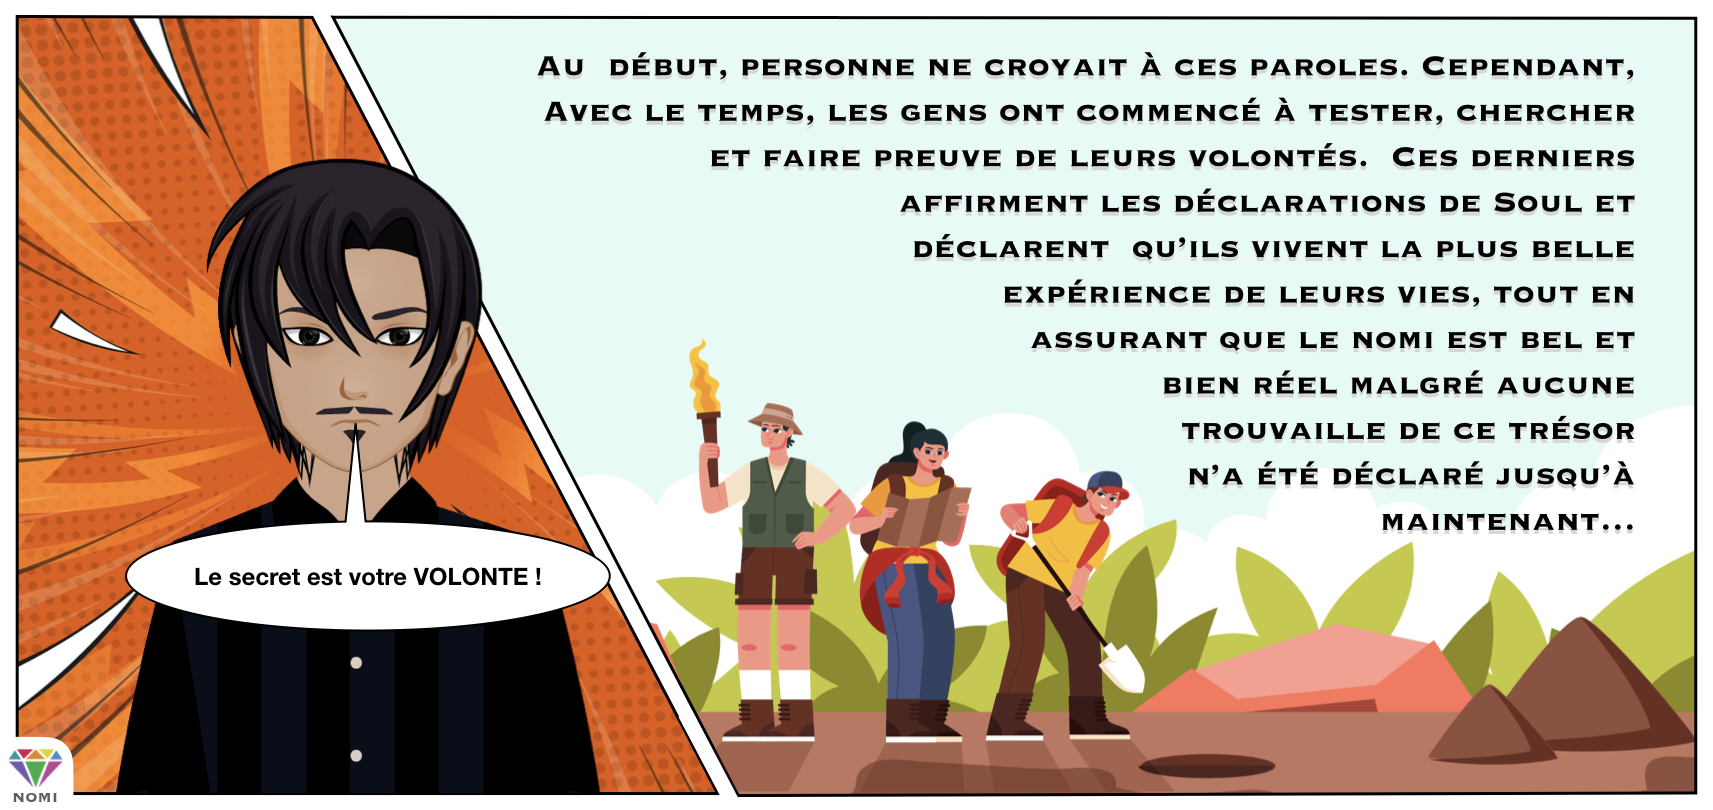 Au début, personne ne croyait à ces paroles. Cependant,
Avec le temps, les gens ont commencé à tester, chercher
et faire preuve de leurs volontés. Ces derniers
affirment les déclarations de Soul et
déclarent qu’ils vivent la plus belle
expérience de leurs vies, tout en
assurant que le nomi est bel et
bien réel malgré aucune
trouvaille de ce trésor
n’a été déclaré jusqu’à
maintenant...
Le secret est votre VOLONTE !
NOMI